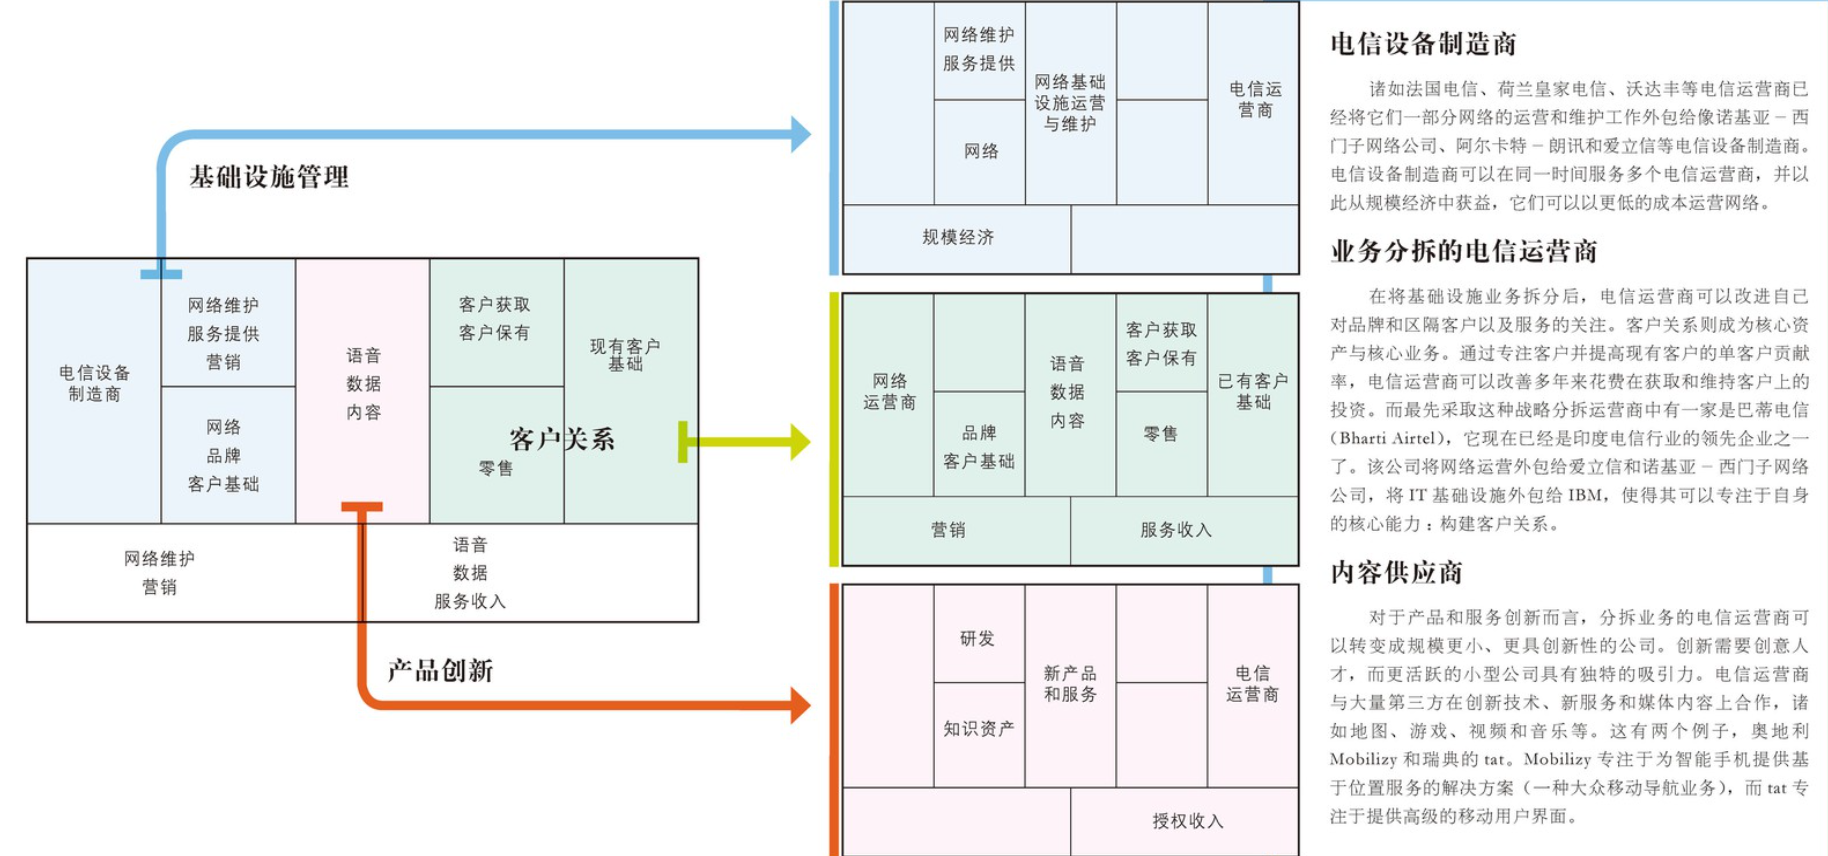 基础设施管理
电信设备
制造商
网络维护
服务提供
营销
网络
品牌
客户基础
语音
数据
内容
客户获取
客户保有
零售
现有客户
基础
客户关系
网络维护
营销
语音
数据
服务收入
产品创新
网络维护
服务提供
网络
网络基础
设施运营
与维护
电信运
营商
规模经济
网络
运营商
品牌
客户基础
语音
数据
内容
客户获取
客户保有
零售
已有客户
基础
营销
服务收入
研发
知识资产
新产品
和服务
电信
运营商
授权收入
电信设备制造商
诸如法国电信、荷兰皇家电信、沃达丰等电信运营商已
经将它们一部分网络的运营和维护工作外包给像诺基亚－西
门子网络公司、阿尔卡特－朗讯和爱立信等电信设备制造商。
电信设备制造商可以在同一时间服务多个电信运营商，并以
此从规模经济中获益，它们可以以更低的成本运营网络。
业务分拆的电信运营商
在将基础设施业务拆分后，电信运营商可以改进自己
对品牌和区隔客户以及服务的关注。客户关系则成为核心资
产与核心业务。通过专注客户并提高现有客户的单客户贡献
率，电信运营商可以改善多年来花费在获取和维持客户上的
投资。而最先采取这种战略分拆运营商中有一家是巴蒂电信
（Bharti Airtel），它现在已经是印度电信行业的领先企业之一
了。该公司将网络运营外包给爱立信和诺基亚－西门子网络
公司，将 IT 基础设施外包给 IBM，使得其可以专注于自身
的核心能力：构建客户关系。
内容供应商
对于产品和服务创新而言，分拆业务的电信运营商可
以转变成规模更小、更具创新性的公司。创新需要创意人
才，而更活跃的小型公司具有独特的吸引力。电信运营商
与大量第三方在创新技术、新服务和媒体内容上合作，诸
如地图、游戏、视频和音乐等。这有两个例子，奥地利
Mobilizy 和瑞典的 tat。Mobilizy 专注于为智能手机提供基
于位置服务的解决方案（一种大众移动导航业务），而 tat 专
注于提供高级的移动用户界面。